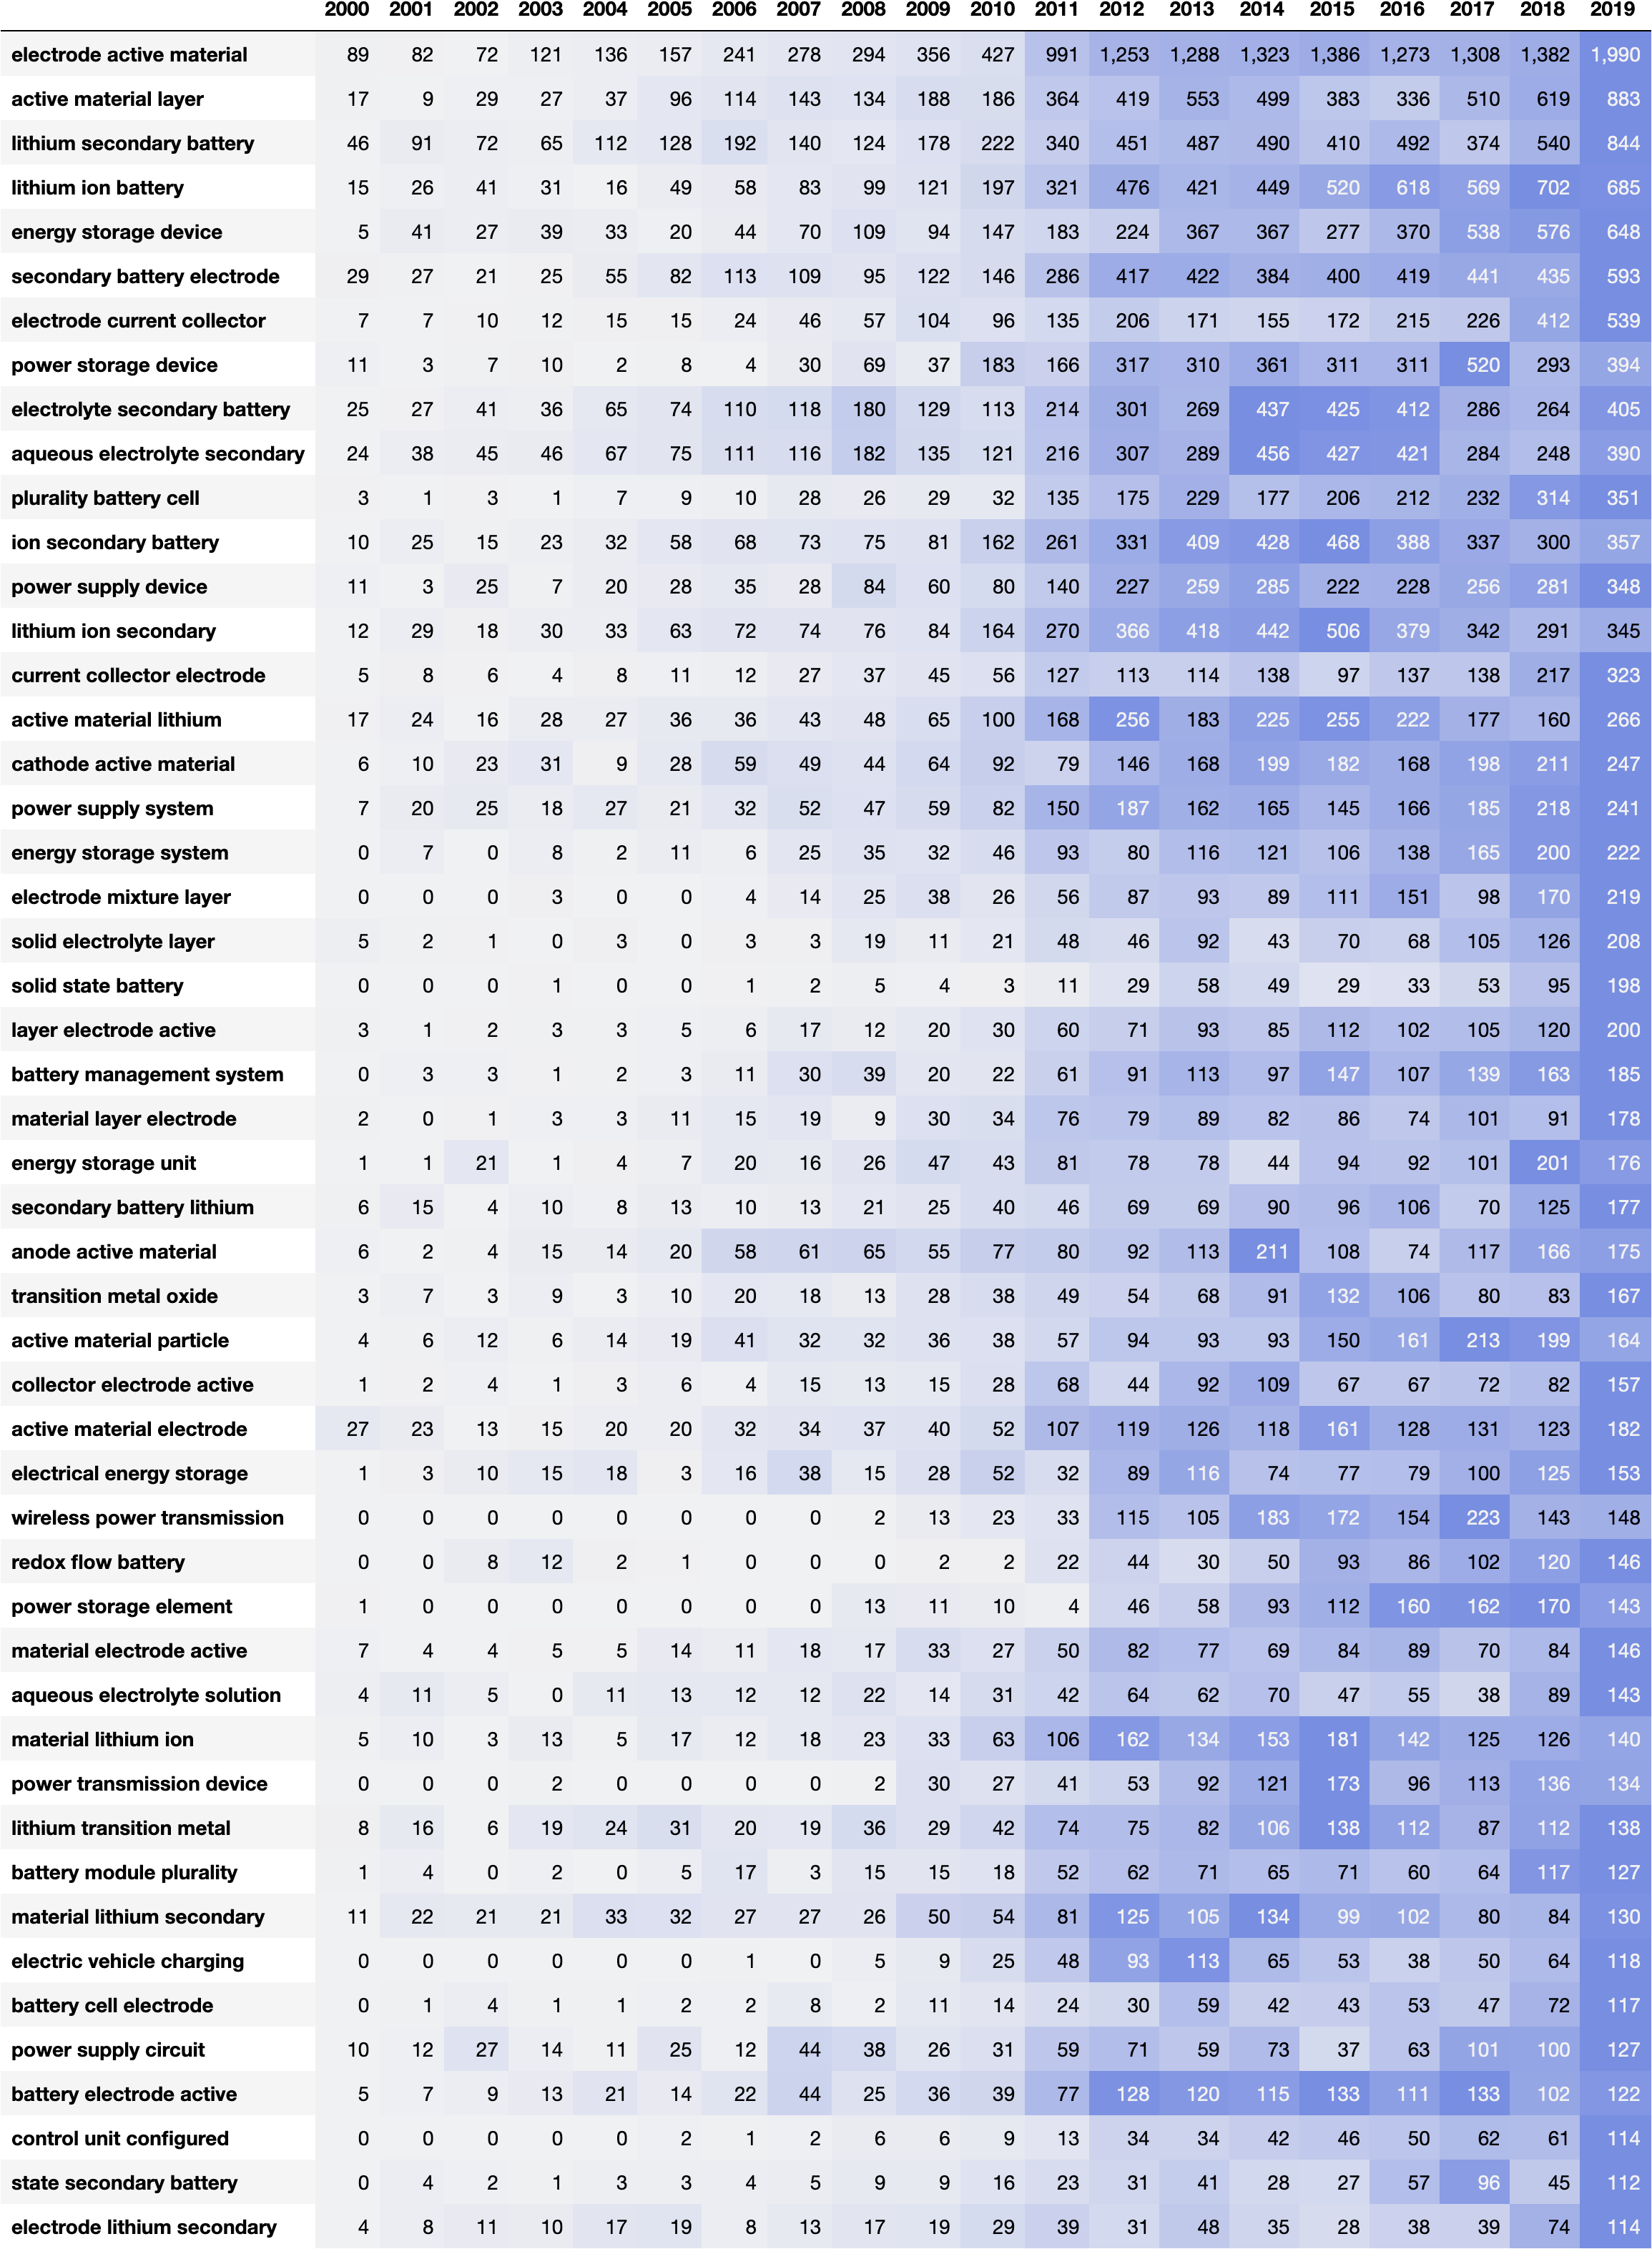 2000 2001 2002 2003 2004 2005 2006 2007 2008 2009 2010 2011 2012 2013 2014 2015 2016 2017 2018 2019
electrode active material 89 82 72 121 136 157 241 278 294 356 427 991 1,253 1,288 1,323 1,386 1,273 1,308 1,382 1,990
active material layer 17 9 29 27 37 96 114 143 134 188 186 364 419 553 499 383 336 510 619 883
lithium secondary battery 46 91 72 65 112 128 192 140 124 178 222 340 451 487 490 410 492 374 540 844
lithium ion battery 15 26 41 31 16 49 58 83 99 121 197 321 476 421 449 520 618 569 702 685
energy storage device 5 41 27 39 33 20 44 70 109 94 147 183 224 367 367 277 370 538 576 648
secondary battery electrode 29 27 21 25 55 82 113 109 95 122 146 286 417 422 384 400 419 441 435 593
electrode current collector 7 7 10 12 15 15 24 46 57 104 96 135 206 171 155 172 215 226 412 539
power storage device 11 3 7 10 2 8 4 30 69 37 183 166 317 310 361 311 311 520 293 394
electrolyte secondary battery 25 27 41 36 65 74 110 118 180 129 113 214 301 269 437 425 412 286 264 405
aqueous electrolyte secondary 24 38 45 46 67 75 111 116 182 135 121 216 307 289 456 427 421 284 248 390
plurality battery cell 3 1 3 1 7 9 10 28 26 29 32 135 175 229 177 206 212 232 314 351
ion secondary battery 10 25 15 23 32 58 68 73 75 81 162 261 331 409 428 468 388 337 300 357
power supply device 11 3 25 7 20 28 35 28 84 60 80 140 227 259 285 222 228 256 281 348
lithium ion secondary 12 29 18 30 33 63 72 74 76 84 164 270 366 418 442 506 379 342 291 345
current collector electrode 5 8 6 4 8 11 12 27 37 45 56 127 113 114 138 97 137 138 217 323
active material lithium 17 24 16 28 27 36 36 43 48 65 100 168 256 183 225 255 222 177 160 266
cathode active material 6 10 23 31 9 28 59 49 44 64 92 79 146 168 199 182 168 198 211 247
power supply system 7 20 25 18 27 21 32 52 47 59 82 150 187 162 165 145 166 185 218 241
energy storage system 0 7 0 8 2 11 6 25 35 32 46 93 80 116 121 106 138 165 200 222
electrode mixture layer 0 0 0 3 0 0 4 14 25 38 26 56 87 93 89 111 151 98 170 219
solid electrolyte layer 5 2 1 0 3 0 3 3 19 11 21 48 46 92 43 70 68 105 126 208
solid state battery 0 0 0 1 0 0 1 2 5 4 3 11 29 58 49 29 33 53 95 198
layer electrode active 3 1 2 3 3 5 6 17 12 20 30 60 71 93 85 112 102 105 120 200
battery management system 0 3 3 1 2 3 11 30 39 20 22 61 91 113 97 147 107 139 163 185
material layer electrode 2 0 1 3 3 11 15 19 9 30 34 76 79 89 82 86 74 101 91 178
energy storage unit 1 1 21 1 4 7 20 16 26 47 43 81 78 78 44 94 92 101 201 176
secondary battery lithium 6 15 4 10 8 13 10 13 21 25 40 46 69 69 90 96 106 70 125 177
anode active material 6 2 4 15 14 20 58 61 65 55 77 80 92 113 211 108 74 117 166 175
transition metal oxide 3 7 3 9 3 10 20 18 13 28 38 49 54 68 91 132 106 80 83 167
active material particle 4 6 12 6 14 19 41 32 32 36 38 57 94 93 93 150 161 213 199 164
collector electrode active 1 2 4 1 3 6 4 15 13 15 28 68 44 92 109 67 67 72 82 157
active material electrode 27 23 13 15 20 20 32 34 37 40 52 107 119 126 118 161 128 131 123 182
electrical energy storage 1 3 10 15 18 3 16 38 15 28 52 32 89 116 74 77 79 100 125 153
wireless power transmission 0 0 0 0 0 0 0 0 2 13 23 33 115 105 183 172 154 223 143 148
redox flow battery 0 0 8 12 2 1 0 0 0 2 2 22 44 30 50 93 86 102 120 146
power storage element 1 0 0 0 0 0 0 0 13 11 10 4 46 58 93 112 160 162 170 143
material electrode active 7 4 4 5 5 14 11 18 17 33 27 50 82 77 69 84 89 70 84 146
aqueous electrolyte solution 4 11 5 0 11 13 12 12 22 14 31 42 64 62 70 47 55 38 89 143
material lithium ion 5 10 3 13 5 17 12 18 23 33 63 106 162 134 153 181 142 125 126 140
power transmission device 0 0 0 2 0 0 0 0 2 30 27 41 53 92 121 173 96 113 136 134
lithium transition metal 8 16 6 19 24 31 20 19 36 29 42 74 75 82 106 138 112 87 112 138
battery module plurality 1 4 0 2 0 5 17 3 15 15 18 52 62 71 65 71 60 64 117 127
material lithium secondary 11 22 21 21 33 32 27 27 26 50 54 81 125 105 134 99 102 80 84 130
electric vehicle charging 0 0 0 0 0 0 1 0 5 9 25 48 93 113 65 53 38 50 64 118
battery cell electrode 0 1 4 1 1 2 2 8 2 11 14 24 30 59 42 43 53 47 72 117
power supply circuit 10 12 27 14 11 25 12 44 38 26 31 59 71 59 73 37 63 101 100 127
battery electrode active 5 7 9 13 21 14 22 44 25 36 39 77 128 120 115 133 111 133 102 122
control unit configured 0 0 0 0 0 2 1 2 6 6 9 13 34 34 42 46 50 62 61 114
state secondary battery 0 4 2 1 3 3 4 5 9 9 16 23 31 41 28 27 57 96 45 112
electrode lithium secondary 4 8 11 10 17 19 8 13 17 19 29 39 31 48 35 28 38 39 74 114